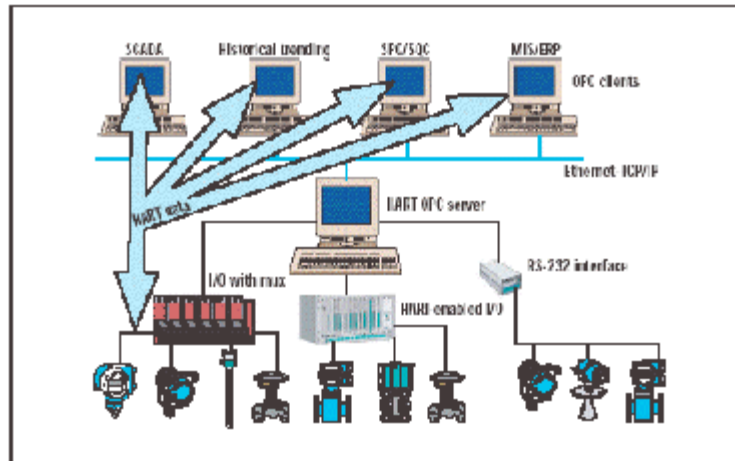 SCADA
Historical trending
SPC/SQC
MIS/ERP
OPC clients
Ethernet-TCP/IP
HART data
HART OPC server
RS-232 interface
I/O with mux
HART-enabled I/O